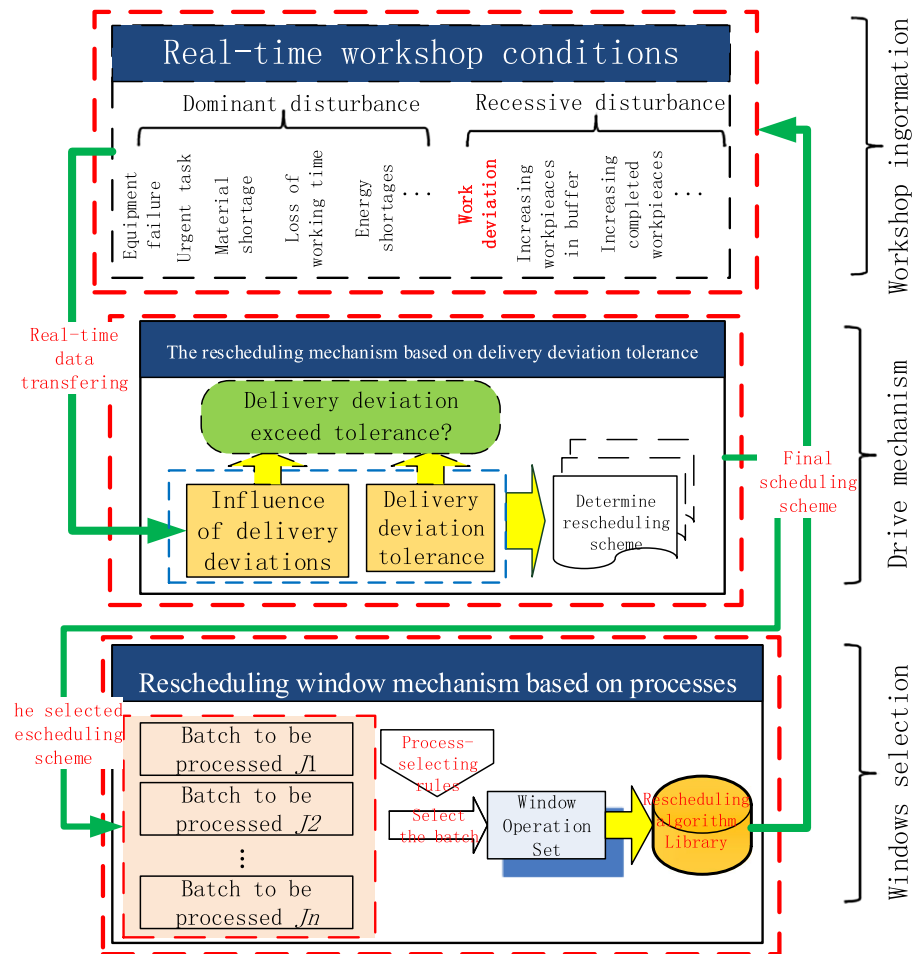 Real-time workshop conditions
Dominant disturbance
Recessive disturbance
Equipment
failure
Urgent task
Material
shortage
Loss of
working time
Energy
shortages
...
Work
deviation
Increasing
workpieaces
in buffer
Increasing
completed
workpieaces
...
Workshop ingormation
Real-time
data
transfering
The rescheduling mechanism based on delivery deviation tolerance
Delivery deviation
exceed tolerance?
Influence
of delivery
deviations
Delivery
deviation
tolerance
Determine
rescheduling
scheme
Final
scheduling
scheme
Drive mechanism
Rescheduling window mechanism based on processes
he selected
escheduling
scheme
Batch to be
processed J1
Batch to be
processed J2
...
Batch to be
processed Jn
Process-
selecting
rules
Select
the batch
Window
Operation
Set
Rescheduling
algorithm
Library
Windows selection